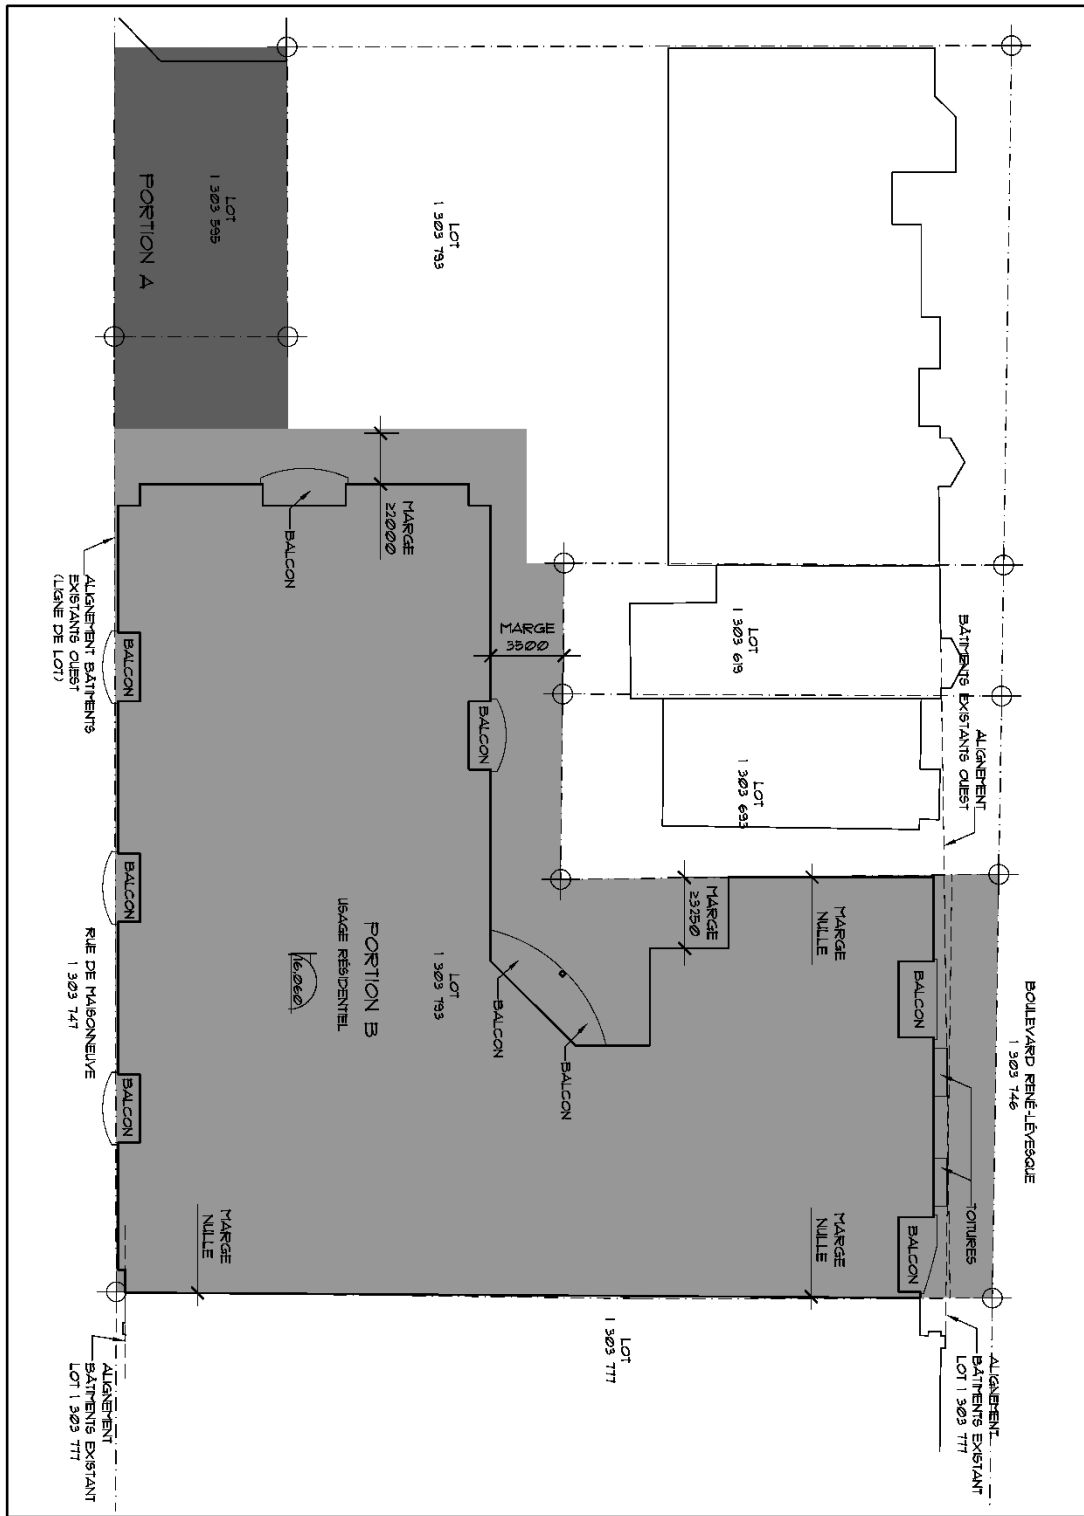 BOULEVARD RENÉ-LÉVESQUE
1 303 746
ALIGNEMENT
BÂTIMENTS EXISTANTS OUEST
TOITURES
ALIGNEMENT
BÂTIMENTS EXISTANT
LOT 1 303 777
BALCON
BALCON
MARGE
NULLE
MARGE
NULLE
LOT
1 303 619
LOT
1 303 693
MARGE
≥3250
LOT
1 303 777
BALCON
MARGE
3500
BALCON
BALCON
LOT
1 303 793
LOT
1 303 793
MARGE
≥2000
PORTION B
USAGE RÉSIDENTIEL
16.060
BALCON
LOT
1 303 595
MARGE
NULLE
PORTION A
BALCON
BALCON
BALCON
ALIGNEMENT BÂTIMENTS
EXISTANTS OUEST
(LIGNE DE LOT)
RUE DE MAISONNEUVE
1 303 747
ALIGNEMENT
BÂTIMENTS EXISTANT
LOT 1 303 777